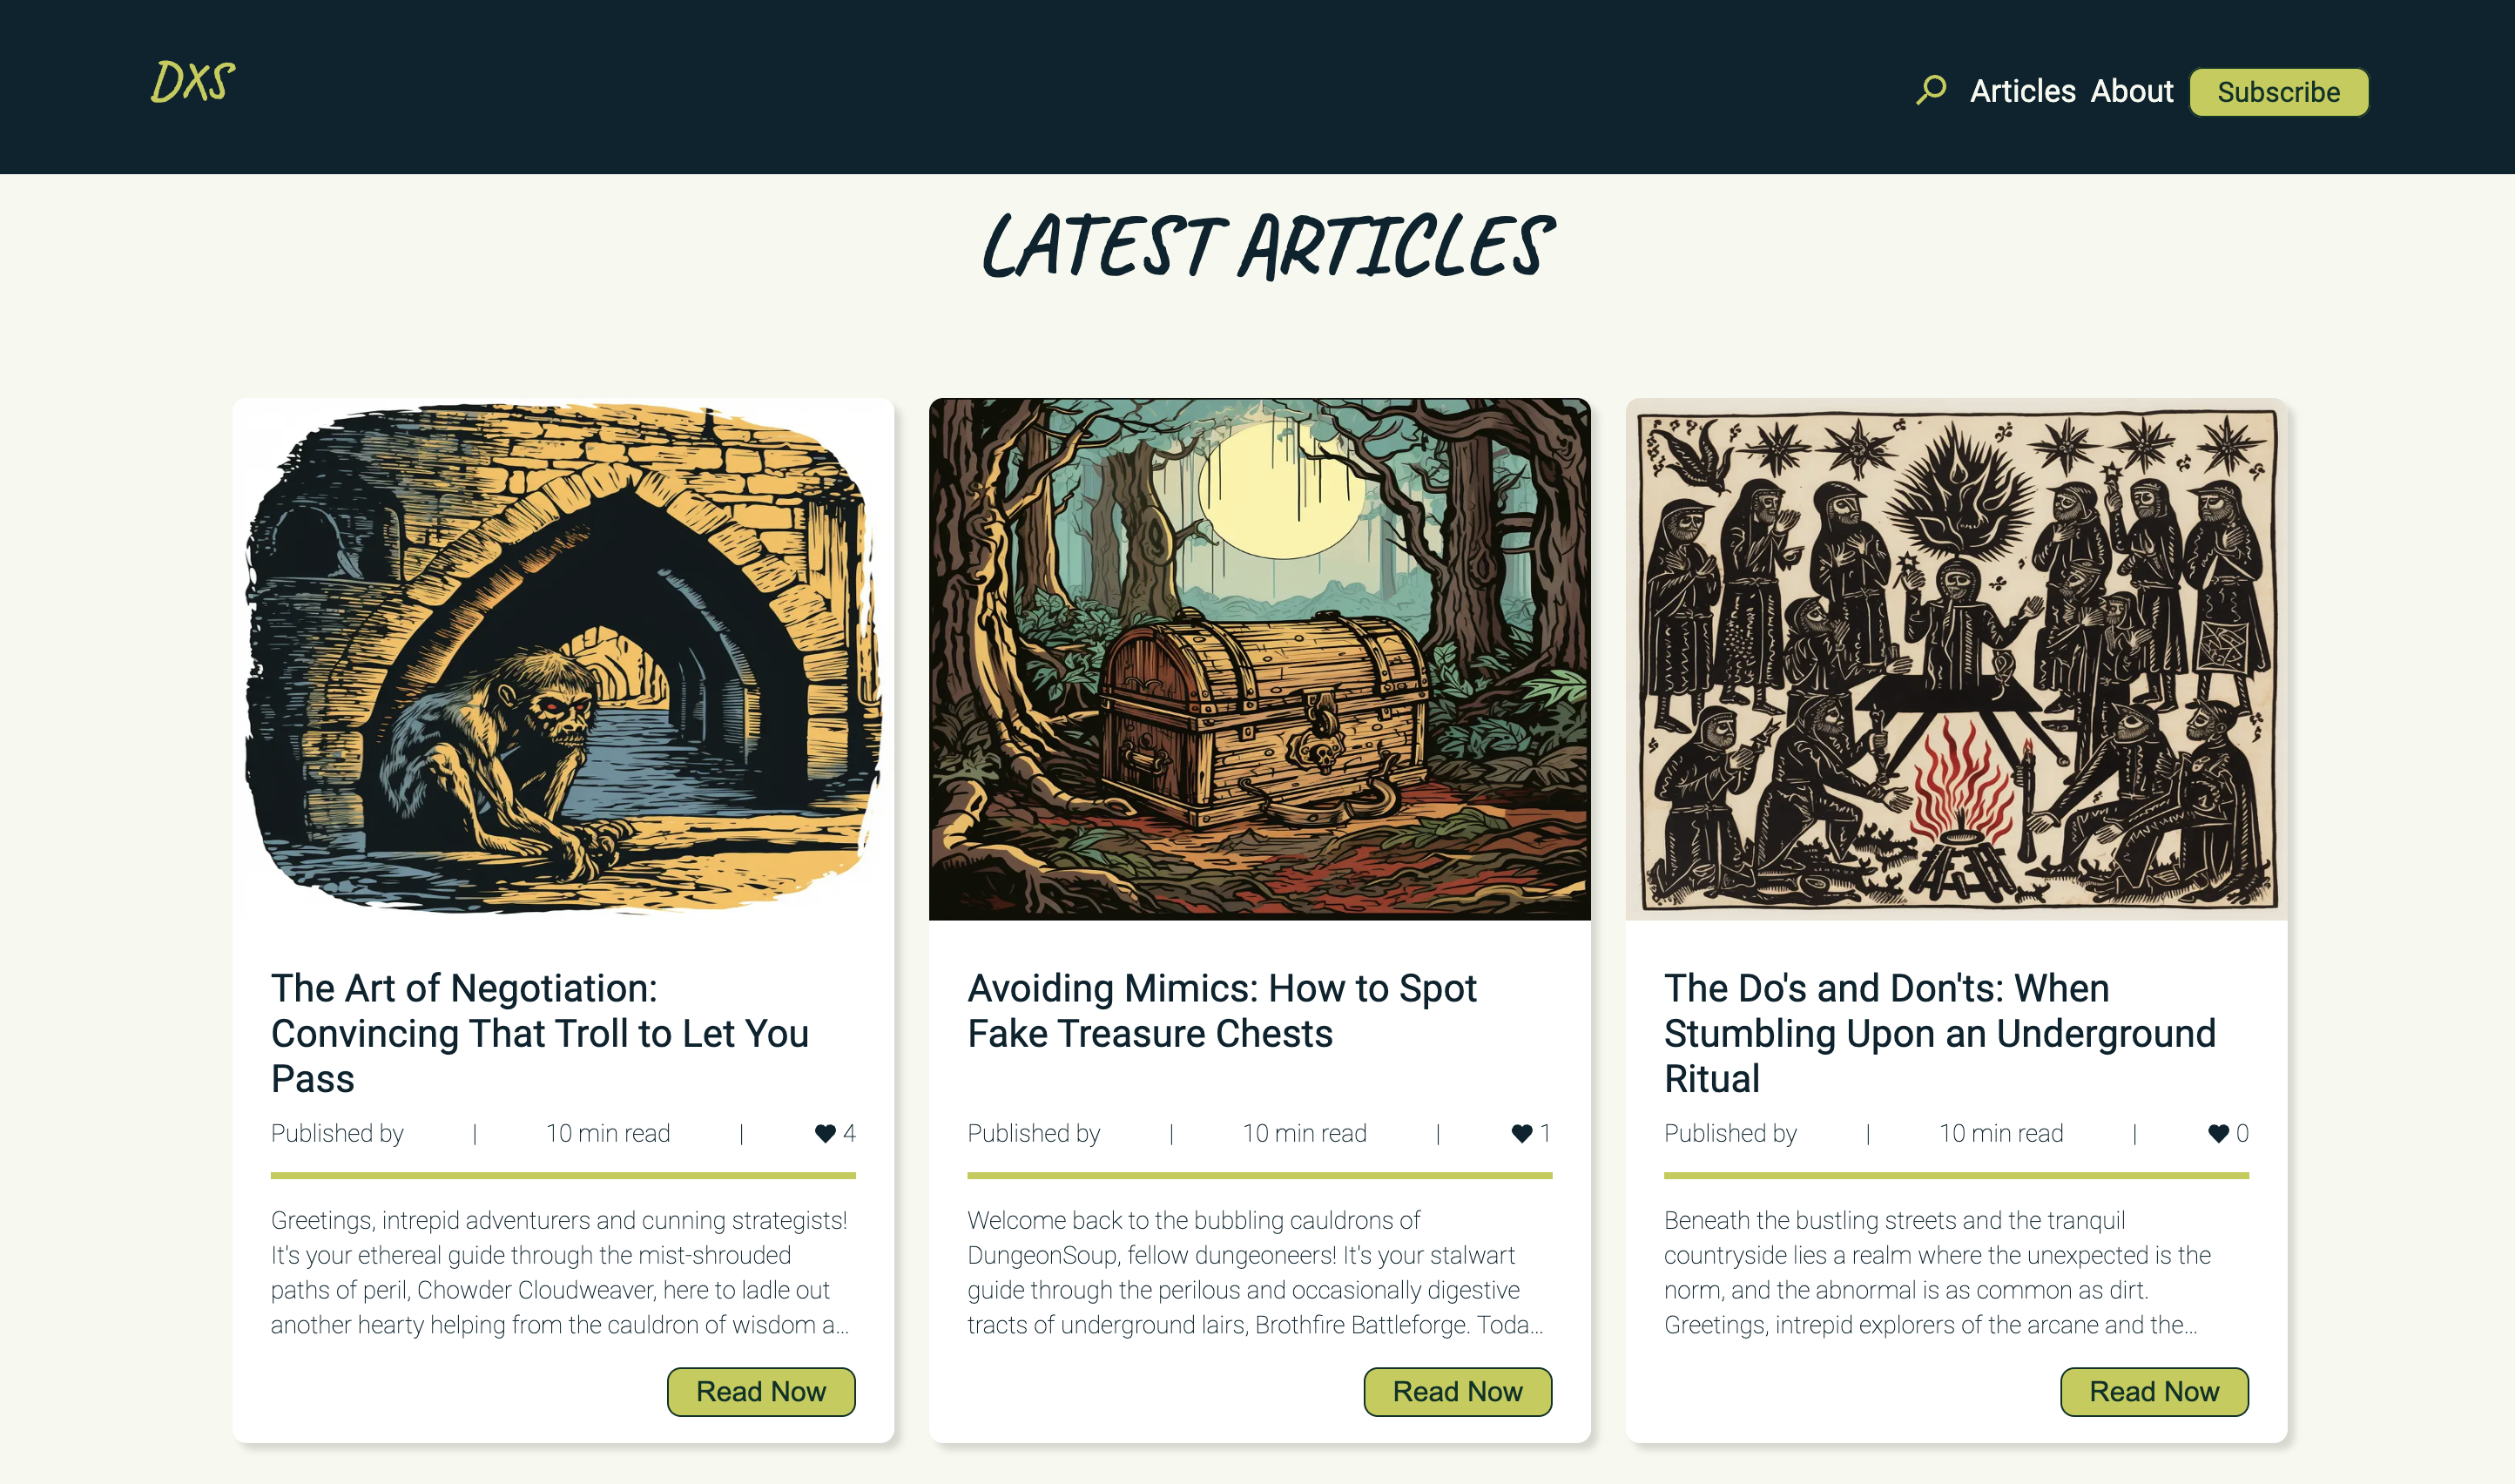 DXS
Articles About Subscribe
LATEST ARTICLES
The Art of Negotiation:
Convincing That Troll to Let You
Pass
Published by | 10 min read | 4
Greetings, intrepid adventurers and cunning strategists!
It's your ethereal guide through the mist-shrouded
paths of peril, Chowder Cloudweaver, here to ladle out
another hearty helping from the cauldron of wisdom a...
Read Now
Avoiding Mimics: How to Spot
Fake Treasure Chests
Published by | 10 min read | 1
Welcome back to the bubbling cauldrons of
DungeonSoup, fellow dungeoneers! It's your stalwart
guide through the perilous and occasionally digestive
tracts of underground lairs, Brothfire Battleforge. Toda...
Read Now
The Do's and Don'ts: When
Stumbling Upon an Underground
Ritual
Published by | 10 min read | 0
Beneath the bustling streets and the tranquil
countryside lies a realm where the unexpected is the
norm, and the abnormal is as common as dirt.
Greetings, intrepid explorers of the arcane and the...
Read Now